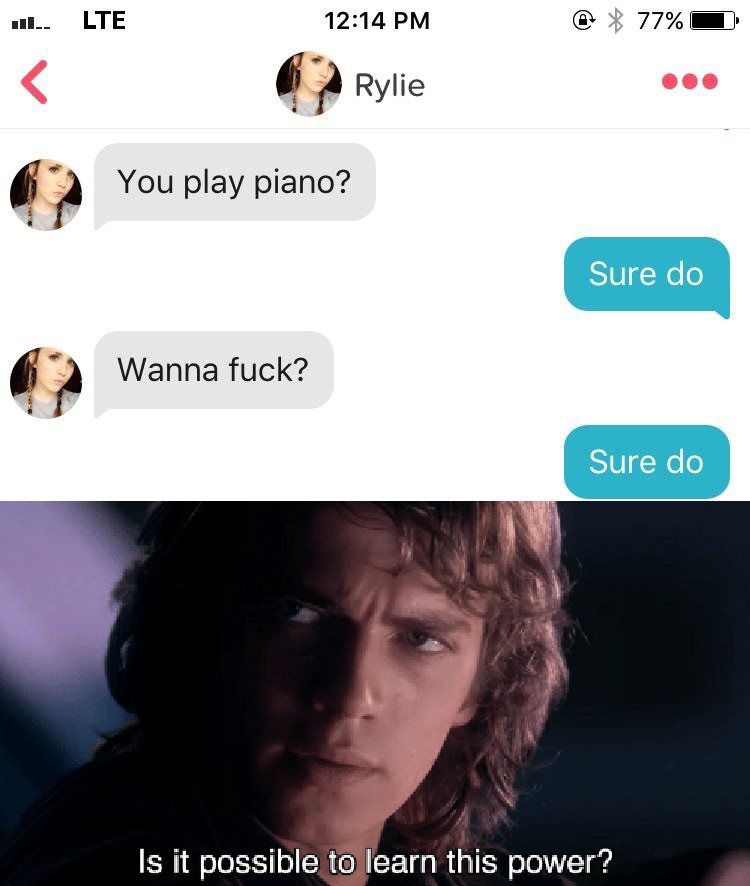 LTE 12:14 PM 77%
Rylie
You play piano?
Sure do
Wanna fuck?
Sure do
Is it possible to learn this power?